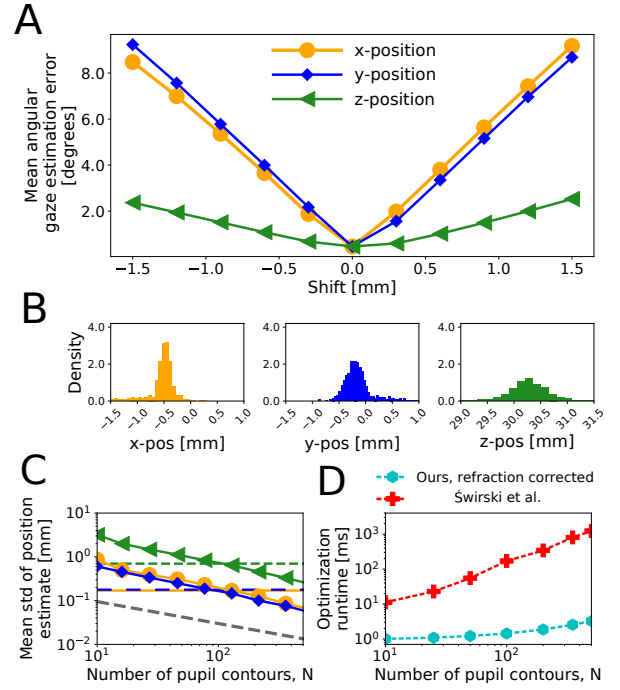 A
Mean angular
gaze estimation error
[degrees]
8.0
6.0
4.0
2.0
x-position
y-position
z-position
−1.5 −1.0 −0.5 0.0 0.5 1.0 1.5
Shift [mm]
B
Density
4.0 4.0 4.0
2.0 2.0 2.0
0.0 0.0 0.0
−1.5 −1.0 −0.5 0.0 0.5 1.0
−1.5 −1.0 −0.5 0.0 0.5 1.0
29.0 29.5 30.0 30.5 31.0 31.5
x-pos [mm] y-pos [mm] z-pos [mm]
C
Mean std of position
estimate [mm]
10¹
10⁰
10⁻¹
10⁻²
10¹ 10²
Number of pupil contours, N
D
Ours, refraction corrected
Świrski et al.
Optimization
runtime [ms]
10³
10²
10¹
10⁰
10¹ 10²
Number of pupil contours, N